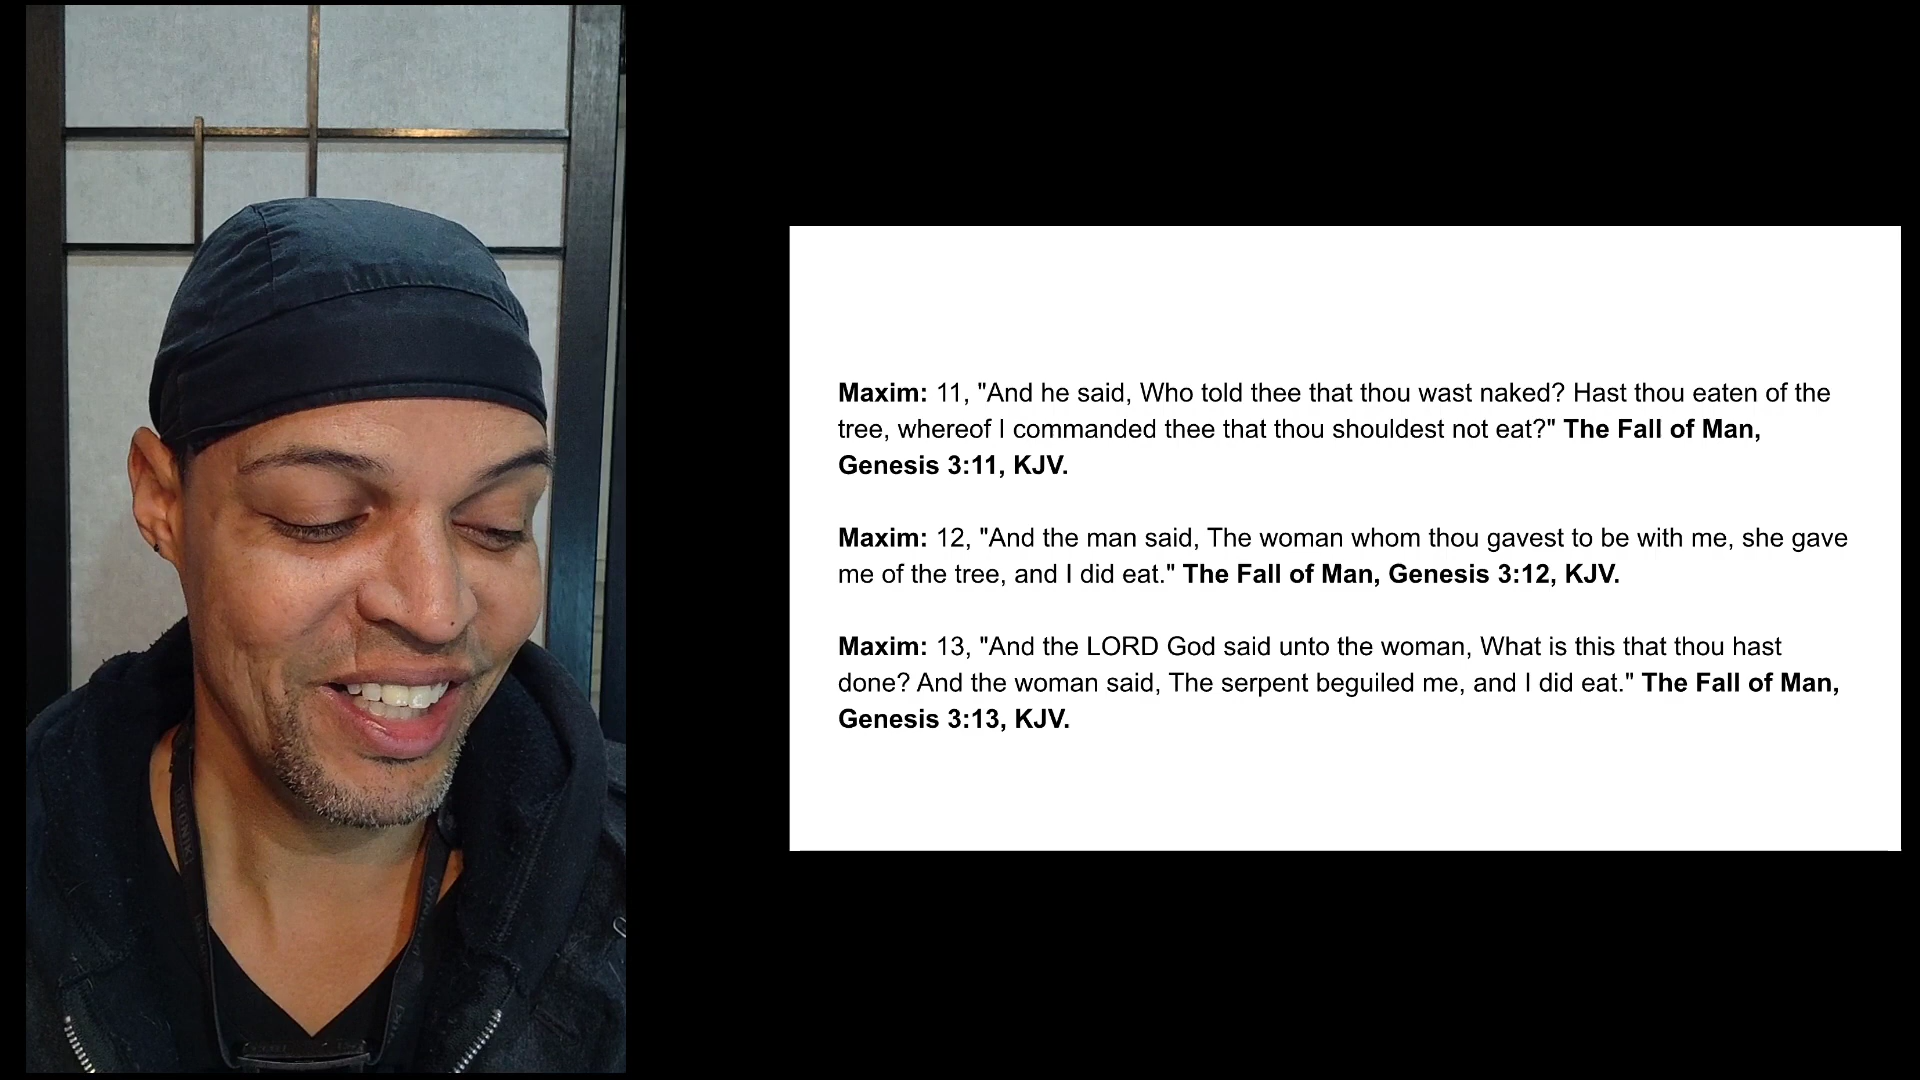 Maxim: 11, "And he said, Who told thee that thou wast naked? Hast thou eaten of the
tree, whereof I commanded thee that thou shouldest not eat?" The Fall of Man,
Genesis 3:11, KJV.
Maxim: 12, "And the man said, The woman whom thou gavest to be with me, she gave
me of the tree, and I did eat." The Fall of Man, Genesis 3:12, KJV.
Maxim: 13, "And the LORD God said unto the woman, What is this that thou hast
done? And the woman said, The serpent beguiled me, and I did eat." The Fall of Man,
Genesis 3:13, KJV.